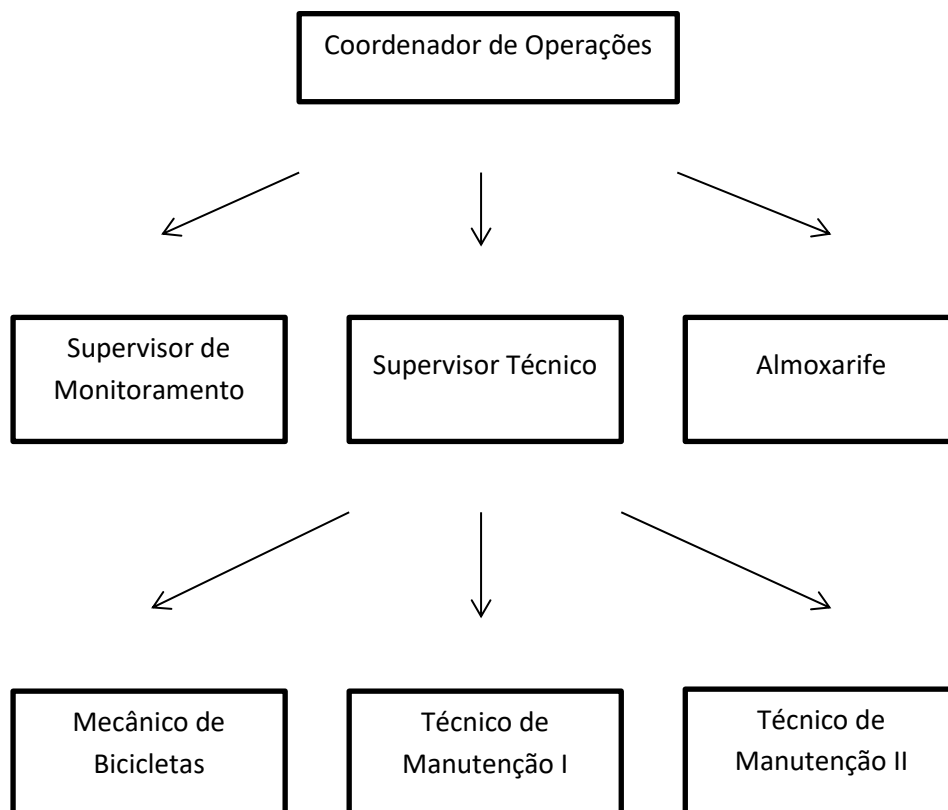 Coordenador de Operações
Supervisor de
Monitoramento
Supervisor Técnico
Almoxarife
Mecânico de
Bicicletas
Técnico de
Manutenção I
Técnico de
Manutenção II